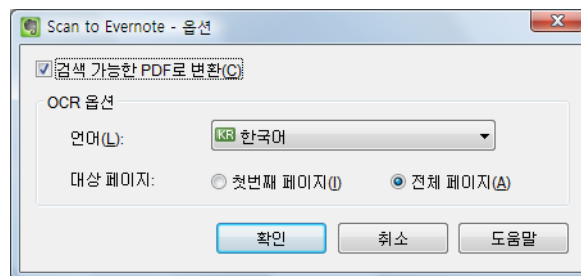 Scan to Evernote - 옵션
검색 가능한 PDF로 변환(C)
OCR 옵션
언어(L): KR 한국어
대상 페이지: 첫번째 페이지(I) 전체 페이지(A)
확인 취소 도움말